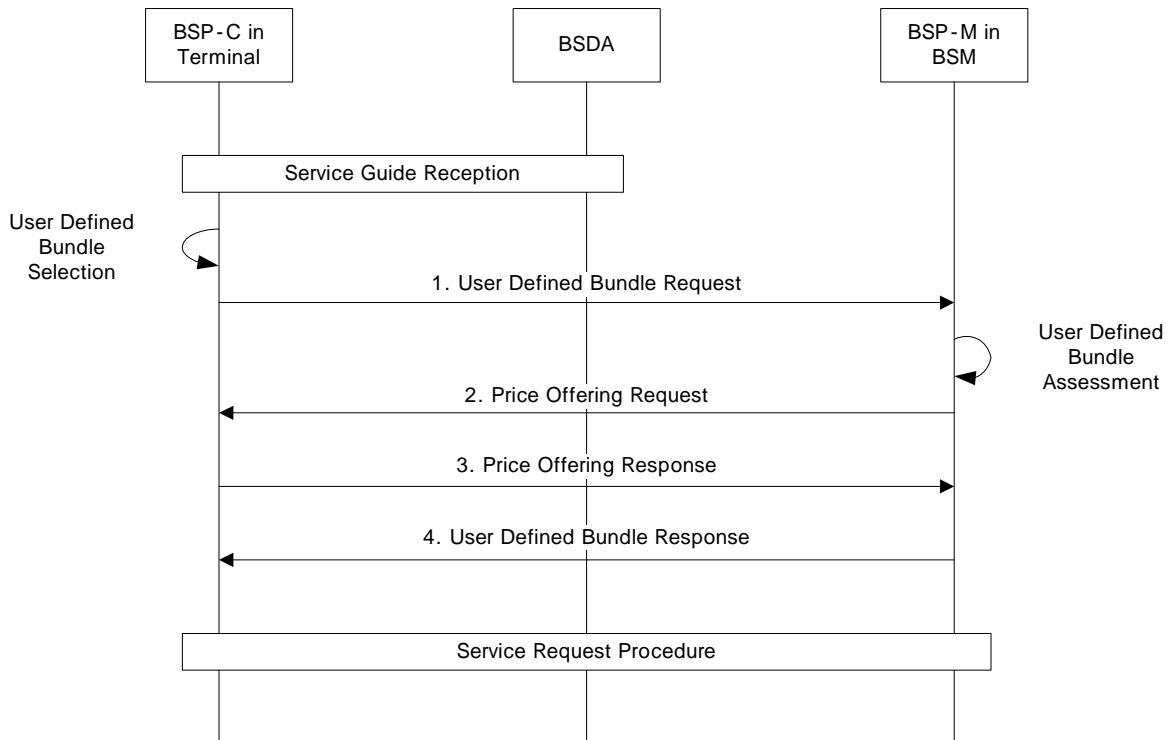 BSP-C in
Terminal
BSDA
BSP-M in
BSM
Service Guide Reception
User Defined
Bundle
Selection
1. User Defined Bundle Request
User Defined
Bundle
Assessment
2. Price Offering Request
3. Price Offering Response
4. User Defined Bundle Response
Service Request Procedure